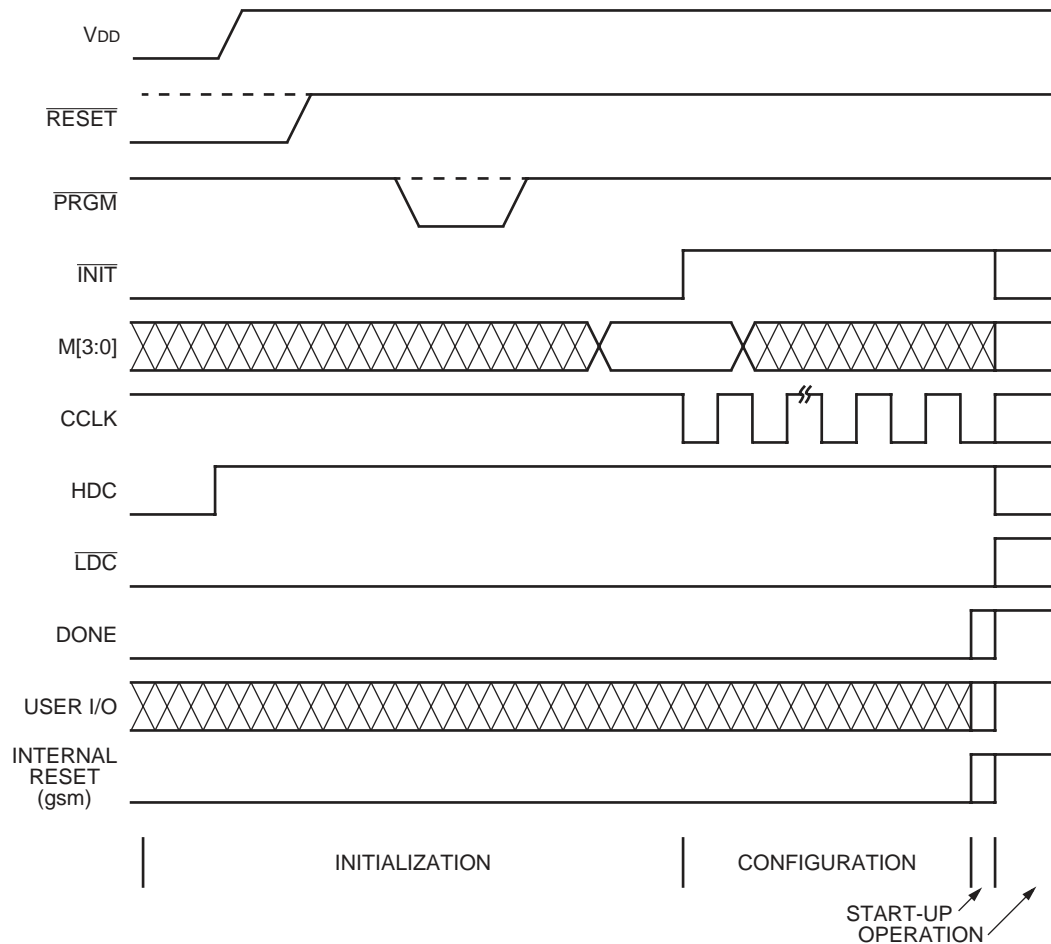 VDD
RESET
PRGM
INIT
M[3:0]
CCLK
HDC
LDC
DONE
USER I/O
INTERNAL
RESET
(gsm)
INITIALIZATION
CONFIGURATION
START-UP
OPERATION